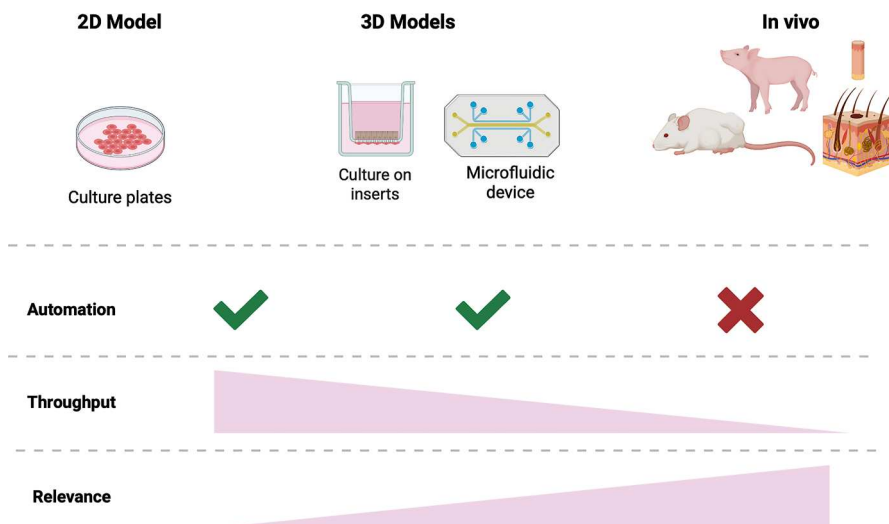 2D Model
3D Models
In vivo
Culture plates
Culture on
inserts
Microfluidic
device
Automation
Throughput
Relevance